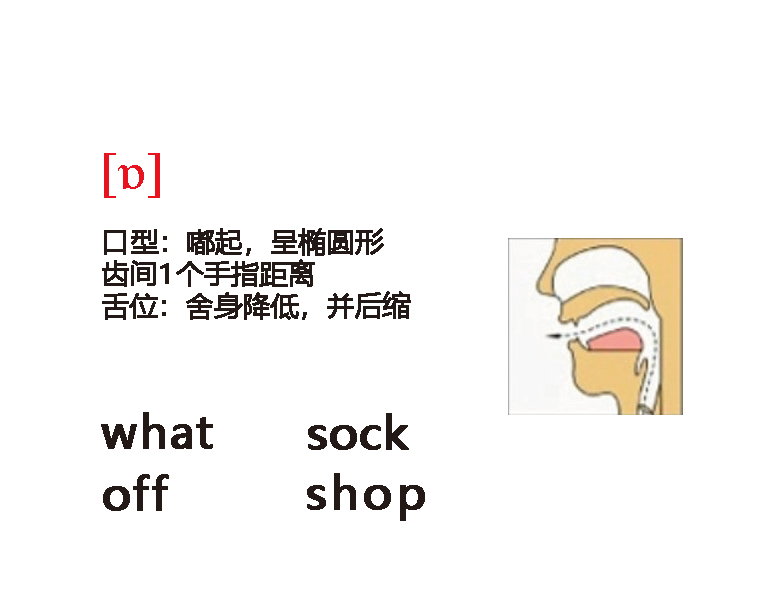 [ɒ]
口型：嘟起，呈椭圆形
齿间1个手指距离
舌位：舍身降低，并后缩
what sock
off shop